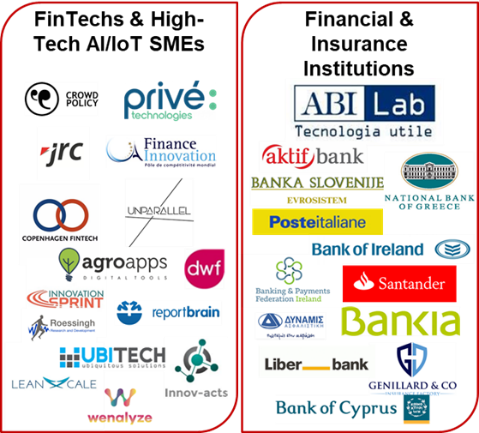 FinTechs & High-
Tech AI/IoT SMEs
CROWD
POLICY
privé:
technologies
jrc
Finance
Innovation
Pôle de compétitivité mondial
COPENHAGEN FINTECH
UNPARALLEL
agroapps
DIGITAL TOOLS
dwf
INNOVATION
SPRINT
reportbrain
Roessingh
Research and Development
UBITECH
ubiquitous solutions
Innov-acts
LEANXCALE
wenalyze
Financial &
Insurance
Institutions
ABI Lab
Tecnologia utile
aktif bank
BANKA SLOVENIJE
EVROSISTEM
NATIONAL BANK
OF GREECE
Posteitaliane
Bank of Ireland
Banking & Payments
Federation Ireland
Santander
ΔΥΝΑΜΙΣ
ΑΣΦΑΛΙΣΤΙΚΗ
Bankia
Liberbank
GENILLARD & CO
Bank of Cyprus